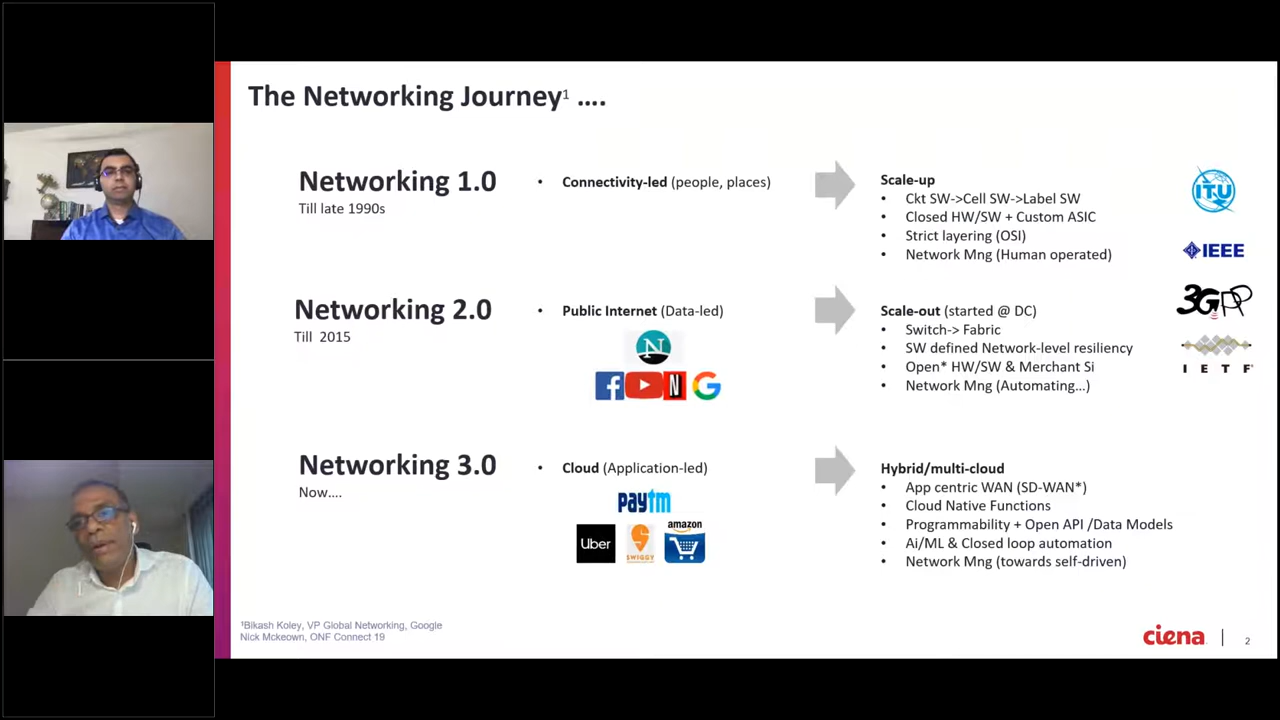 The Networking Journey¹ ....
Networking 1.0
Till late 1990s
• Connectivity-led (people, places)
Scale-up
• Ckt SW->Cell SW->Label SW
• Closed HW/SW + Custom ASIC
• Strict layering (OSI)
• Network Mng (Human operated)
ITU
IEEE
3GPP
IETF
Networking 2.0
Till 2015
• Public Internet (Data-led)
N
f N G
Scale-out (started @ DC)
• Switch-> Fabric
• SW defined Network-level resiliency
• Open* HW/SW & Merchant Si
• Network Mng (Automating...)
Networking 3.0
Now....
• Cloud (Application-led)
paytm
Uber SWIGGY amazon
Hybrid/multi-cloud
• App centric WAN (SD-WAN*)
• Cloud Native Functions
• Programmability + Open API /Data Models
• Ai/ML & Closed loop automation
• Network Mng (towards self-driven)
¹Bikash Koley, VP Global Networking, Google
Nick Mckeown, ONF Connect 19
ciena | 2